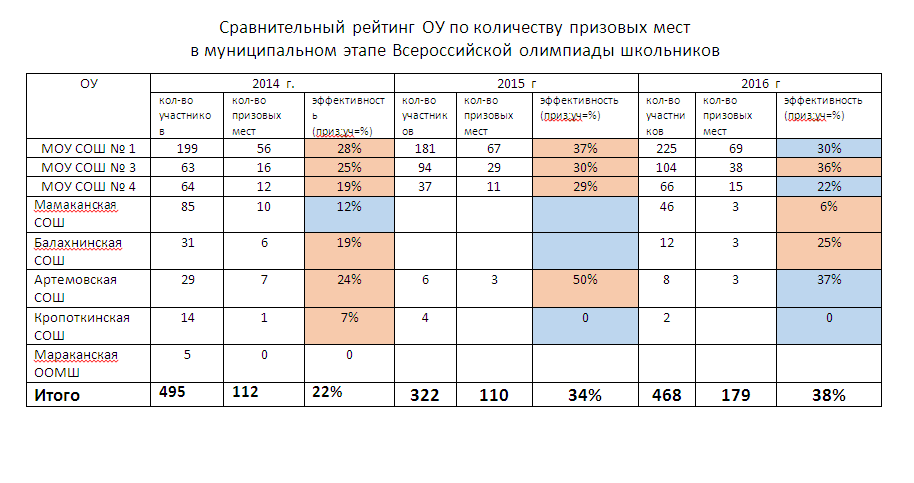 Сравнительный рейтинг ОУ по количеству призовых мест
в муниципальном этапе Всероссийской олимпиады школьников
ОУ 2014 г. 2015 г 2016 г
кол-во участнико в кол-во призовых мест эффективност ь (приз:уч=%) кол-во участник ов кол-во призовых мест эффективность (приз:уч=%) кол-во участ ников кол-во призовых мест эффективность (приз:уч=%)
МОУ СОШ № 1 199 56 28% 181 67 37% 225 69 30%
МОУ СОШ № 3 63 16 25% 94 29 30% 104 38 36%
МОУ СОШ № 4 64 12 19% 37 11 29% 66 15 22%
Мамаканская СОШ 85 10 12% 46 3 6%
Балахнинская СОШ 31 6 19% 12 3 25%
Артемовская СОШ 29 7 24% 6 3 50% 8 3 37%
Кропоткинская СОШ 14 1 7% 4 0 2 0
Мараканская ООМШ 5 0 0
Итого 495 112 22% 322 110 34% 468 179 38%